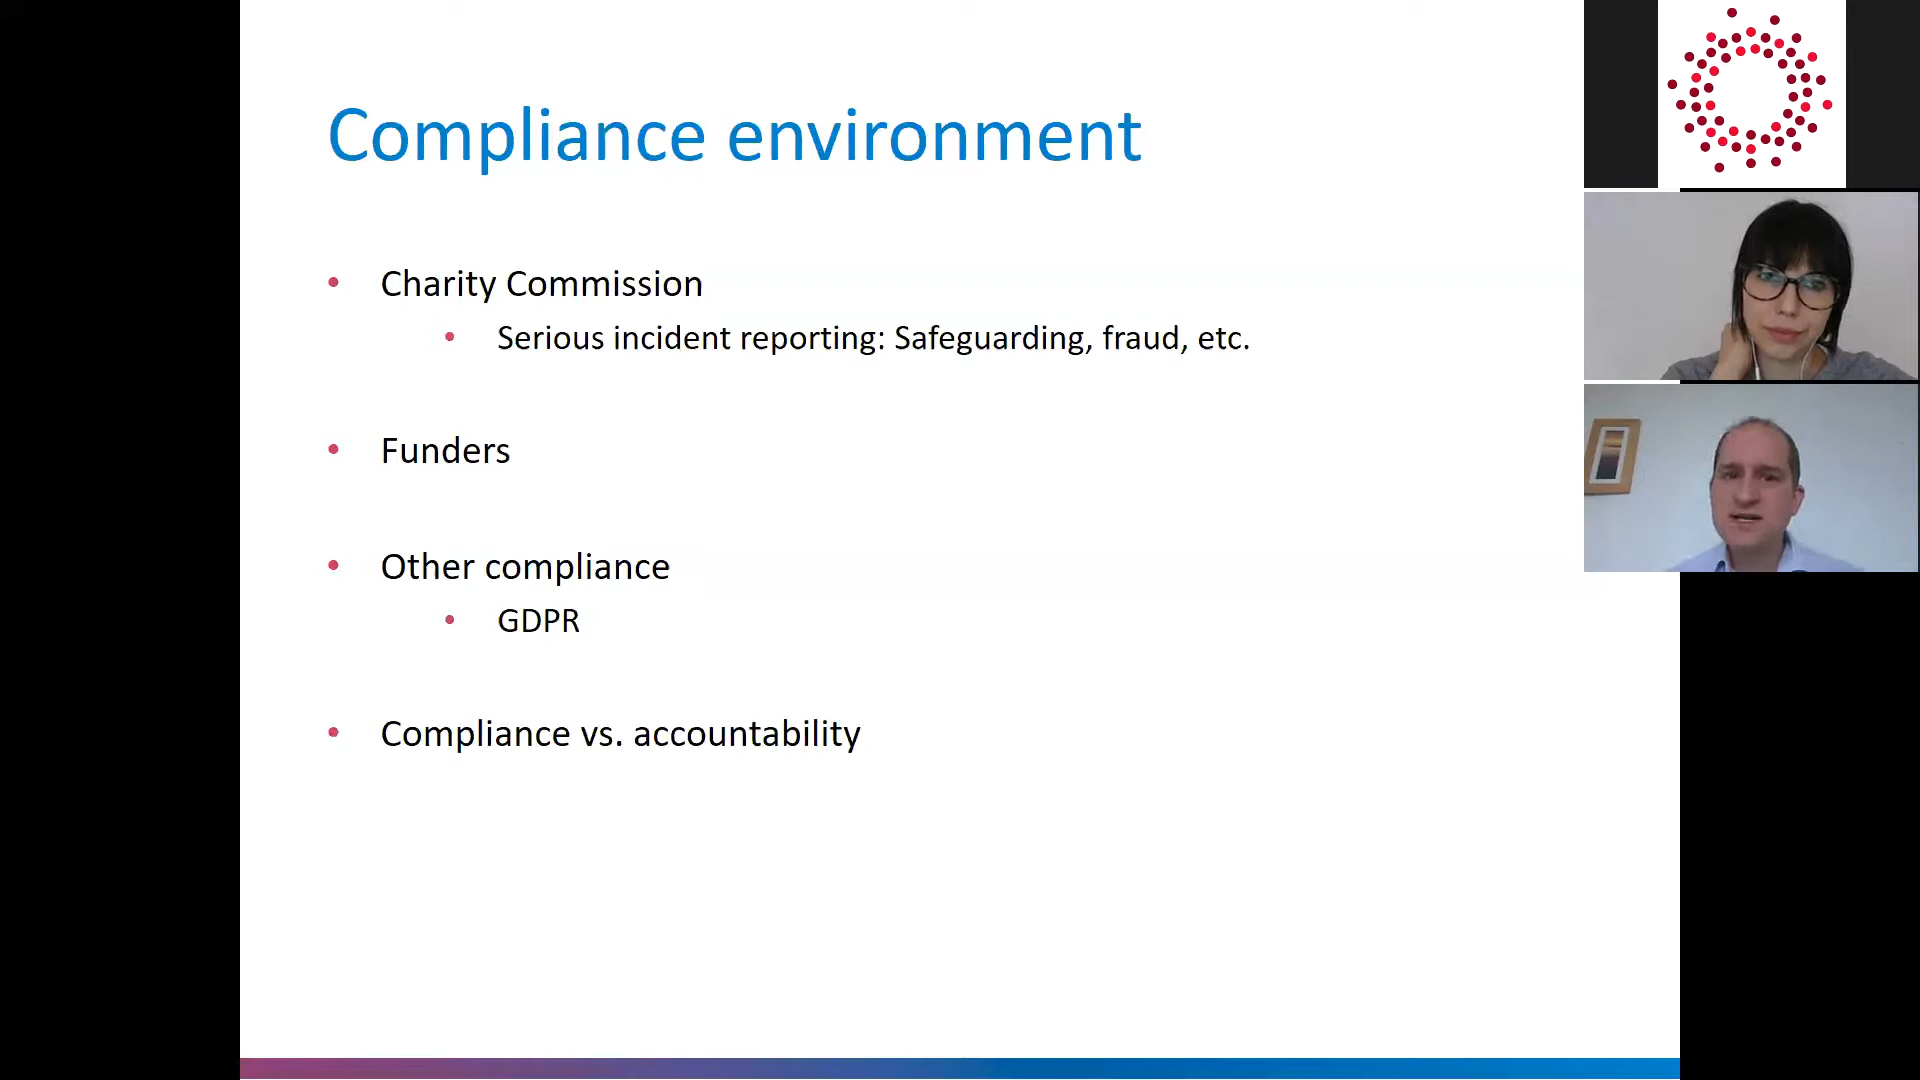 Compliance environment
• Charity Commission
• Serious incident reporting: Safeguarding, fraud, etc.
• Funders
• Other compliance
• GDPR
• Compliance vs. accountability